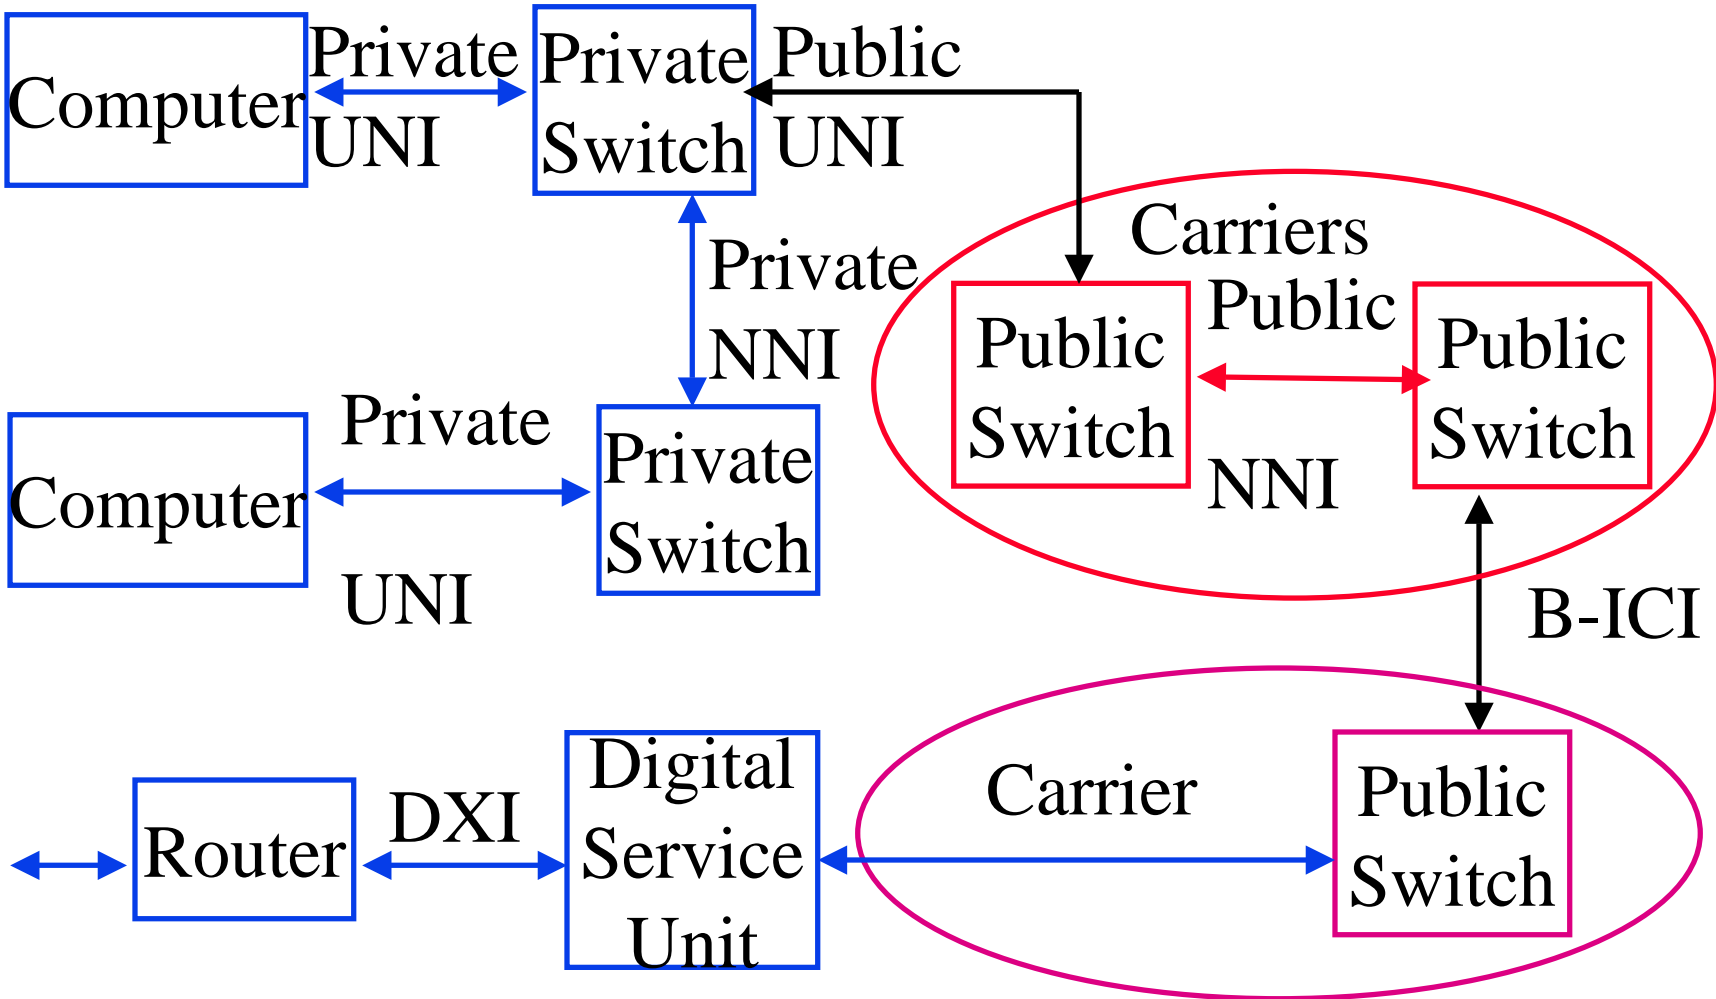 Computer
Private
UNI
Private
Switch
Public
UNI
Private
NNI
Carriers
Public
Switch
Public
NNI
Public
Switch
Computer
Private
UNI
Private
Switch
B-ICI
Router
DXI
Digital
Service
Unit
Carrier
Public
Switch